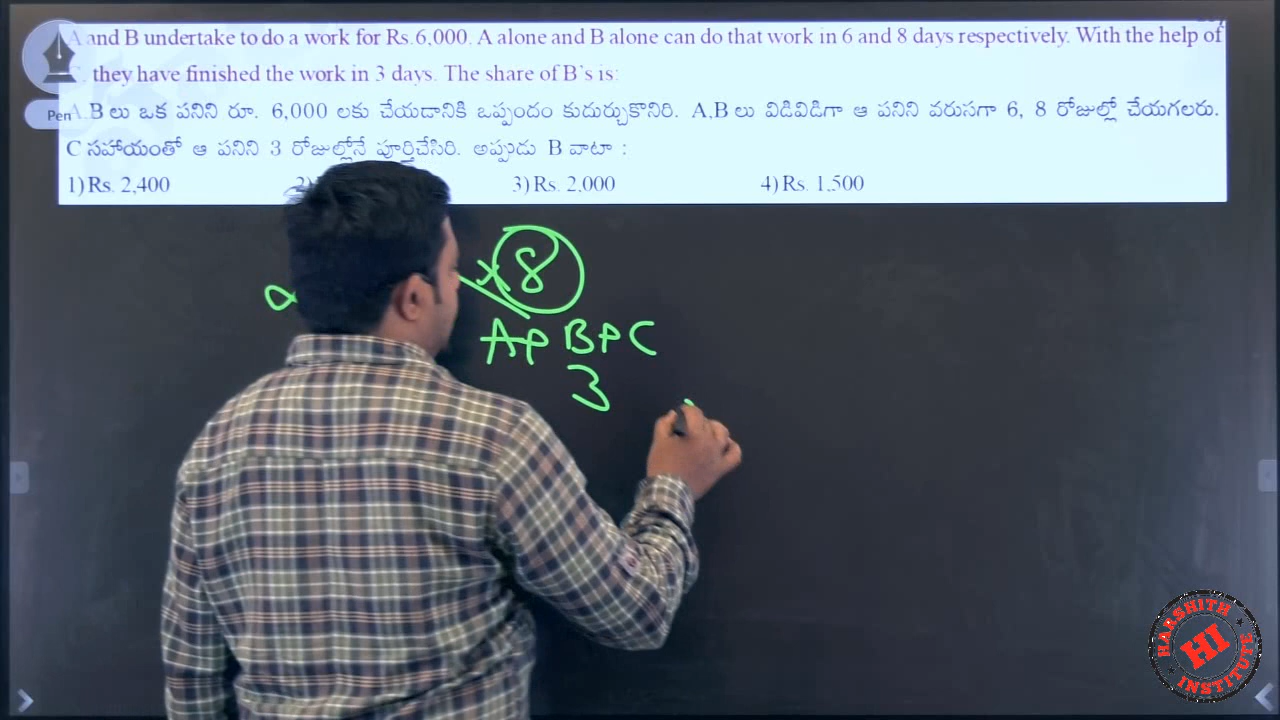 A and B undertake to do a work for Rs.6,000. A alone and B alone can do that work in 6 and 8 days respectively. With the help of
C, they have finished the work in 3 days. The share of B's is:
Pen
A,B లు ఒక పనిని రూ. 6,000 లకు చేయడానికి ఒప్పందం కుదుర్చుకొనిరి. A,B లు విడివిడిగా ఆ పనిని వరుసగా 6, 8 రోజుల్లో చేయగలరు.
C సహాయంతో ఆ పనిని 3 రోజుల్లోనే పూర్తిచేసిరి. అప్పుడు B వాటా :
1) Rs. 2,400 2) 3) Rs. 2,000 4) Rs. 1,500
8
A P B P C
3
HARSHITH
HI
INSTITUTE